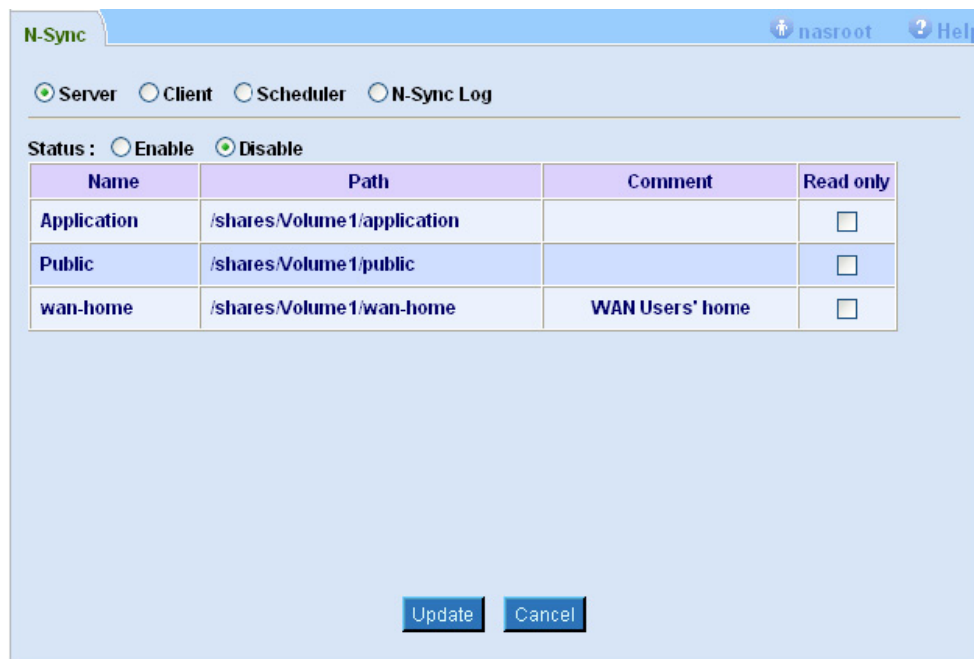 N-Sync nasroot Help
Server Client Scheduler N-Sync Log
Status : Enable Disable
Name Path Comment Read only
Application /shares/Volume1/application
Public /shares/Volume1/public
wan-home /shares/Volume1/wan-home WAN Users' home
Update Cancel